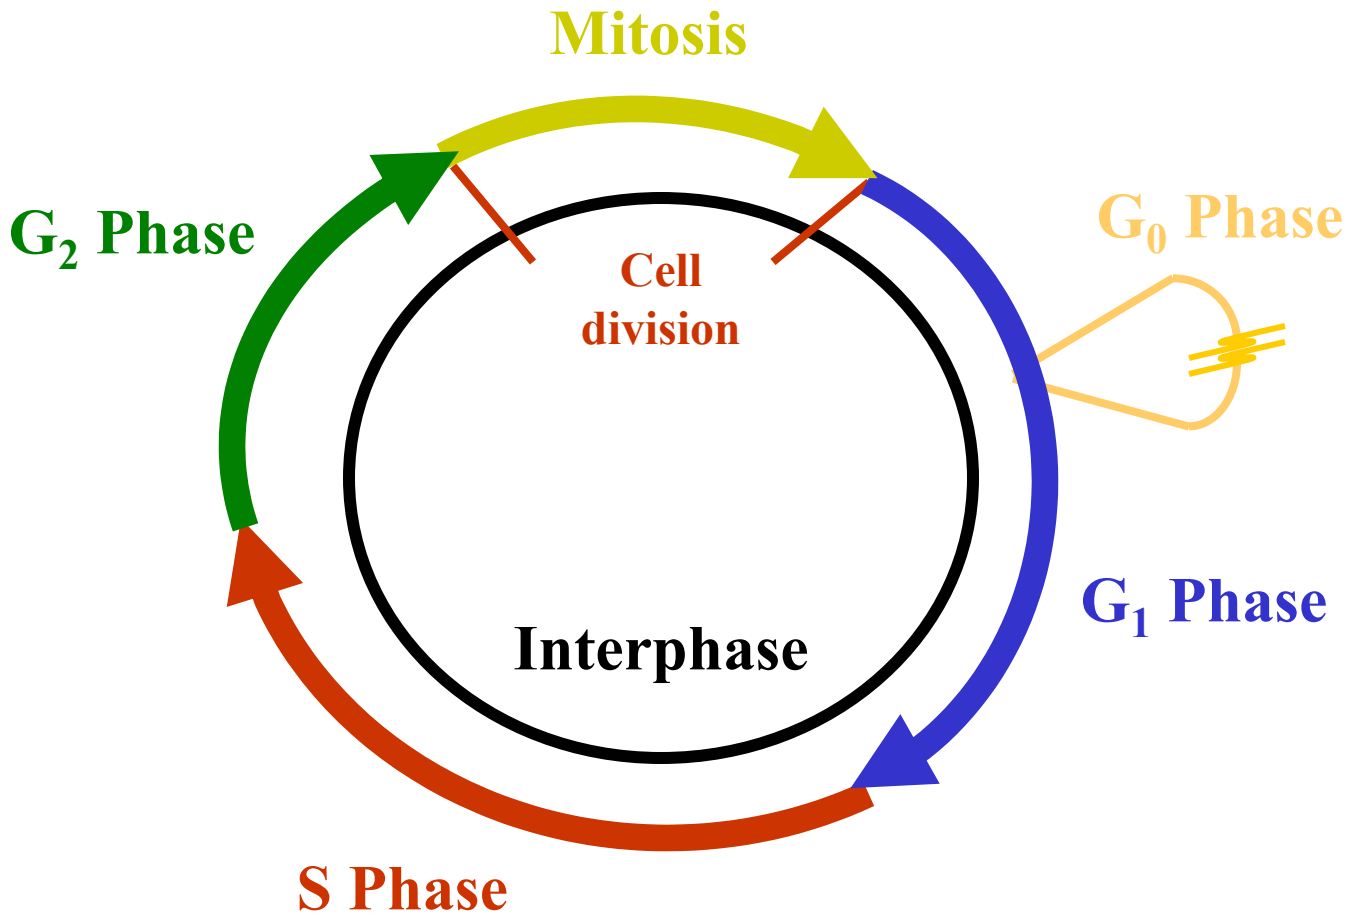 Mitosis
G₀ Phase
G₂ Phase
Cell
division
G₁ Phase
Interphase
S Phase